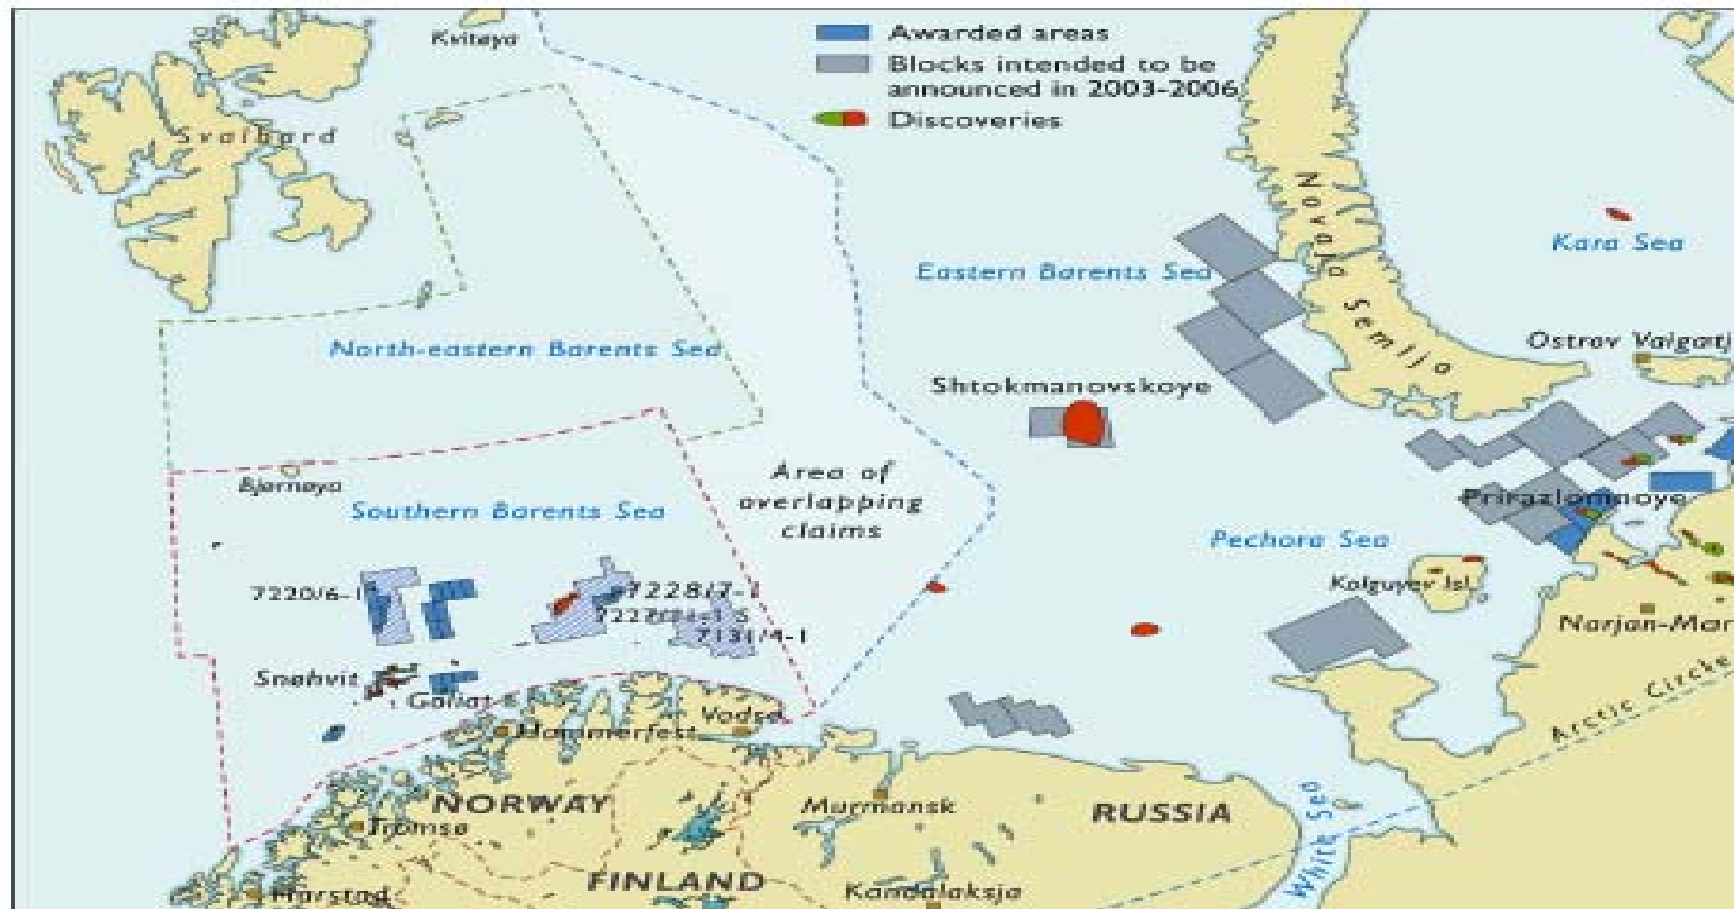 Kvitøya
Awarded areas
Blocks intended to be
announced in 2003-2006
Discoveries
Svalbard
Novaja Semlja
Kara Sea
Eastern Barents Sea
North-eastern Barents Sea
Ostrov Vajgatj
Shtokmanovskoye
Area of
overlapping
claims
Bjørnøya
Southern Barents Sea
Prirazlomnoye
Pechora Sea
Kolguyev Isl.
7220/6-1
7228/7-1
7131/4-1
Narjan-Mar
Snøhvit
Goliat
Vadsø
Hammerfest
Arctic Circle
NORWAY
Murmansk
RUSSIA
White Sea
Tromsø
FINLAND
Kandalaksja
Harstad